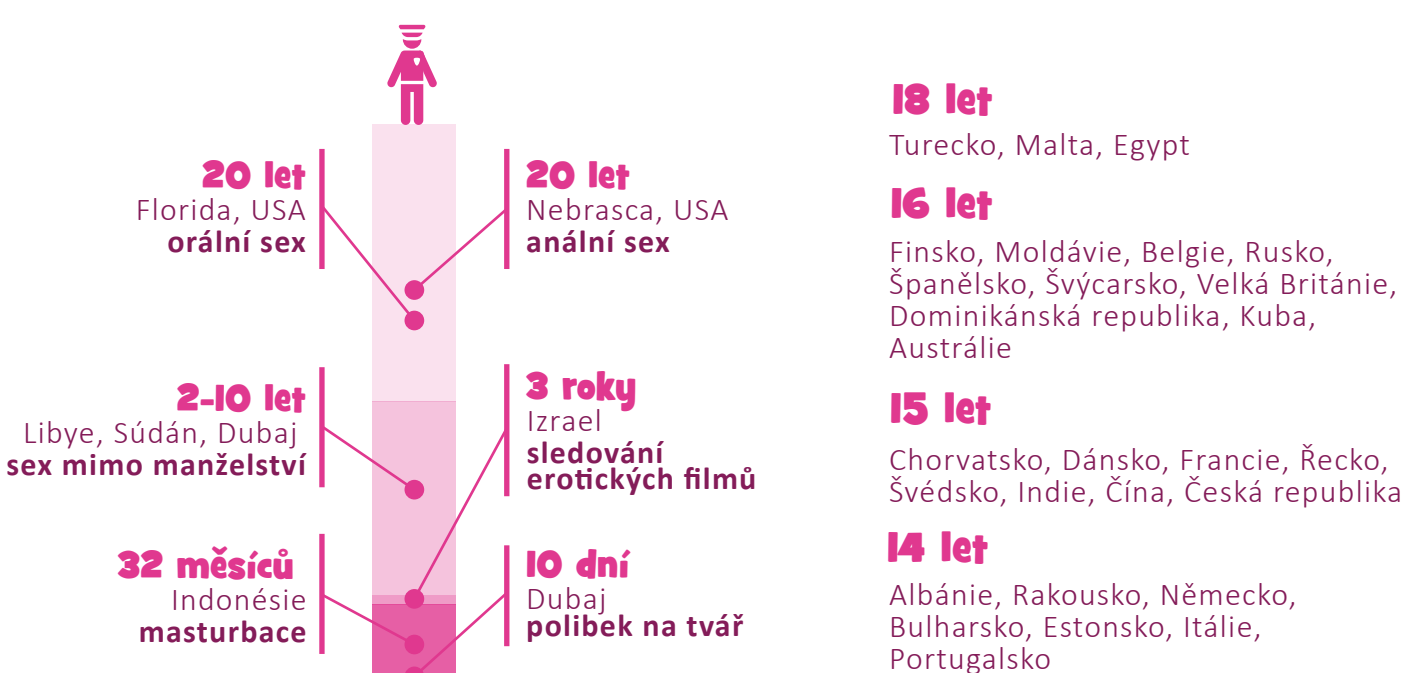 20 let
Florida, USA
orální sex
20 let
Nebrasca, USA
anální sex
2-10 let
Libye, Súdán, Dubaj
sex mimo manželství
3 roky
Izrael
sledování
erotických filmů
32 měsíců
Indonésie
masturbace
10 dní
Dubaj
polibek na tvář
18 let
Turecko, Malta, Egypt
16 let
Finsko, Moldávie, Belgie, Rusko,
Španělsko, Švýcarsko, Velká Británie,
Dominikánská republika, Kuba,
Austrálie
15 let
Chorvatsko, Dánsko, Francie, Řecko,
Švédsko, Indie, Čína, Česká republika
14 let
Albánie, Rakousko, Německo,
Bulharsko, Estonsko, Itálie,
Portugalsko